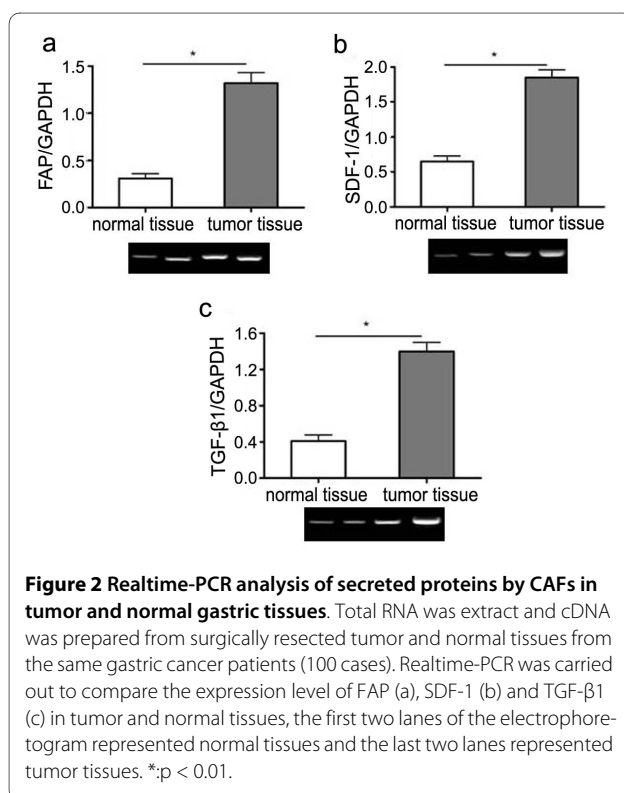 a
*
1.5
1.0
0.5
0.0
FAP/GAPDH
normal tissue tumor tissue
b
*
2.0
1.5
1.0
0.5
0.0
SDF-1/GAPDH
normal tissue tumor tissue
c
*
1.6
1.2
0.8
0.4
0.0
TGF-β1/GAPDH
normal tissue tumor tissue
Figure 2 Realtime-PCR analysis of secreted proteins by CAFs in
tumor and normal gastric tissues. Total RNA was extract and cDNA
was prepared from surgically resected tumor and normal tissues from
the same gastric cancer patients (100 cases). Realtime-PCR was carried
out to compare the expression level of FAP (a), SDF-1 (b) and TGF-β1
(c) in tumor and normal tissues, the first two lanes of the electrophore-
togram represented normal tissues and the last two lanes represented
tumor tissues. *:p < 0.01.